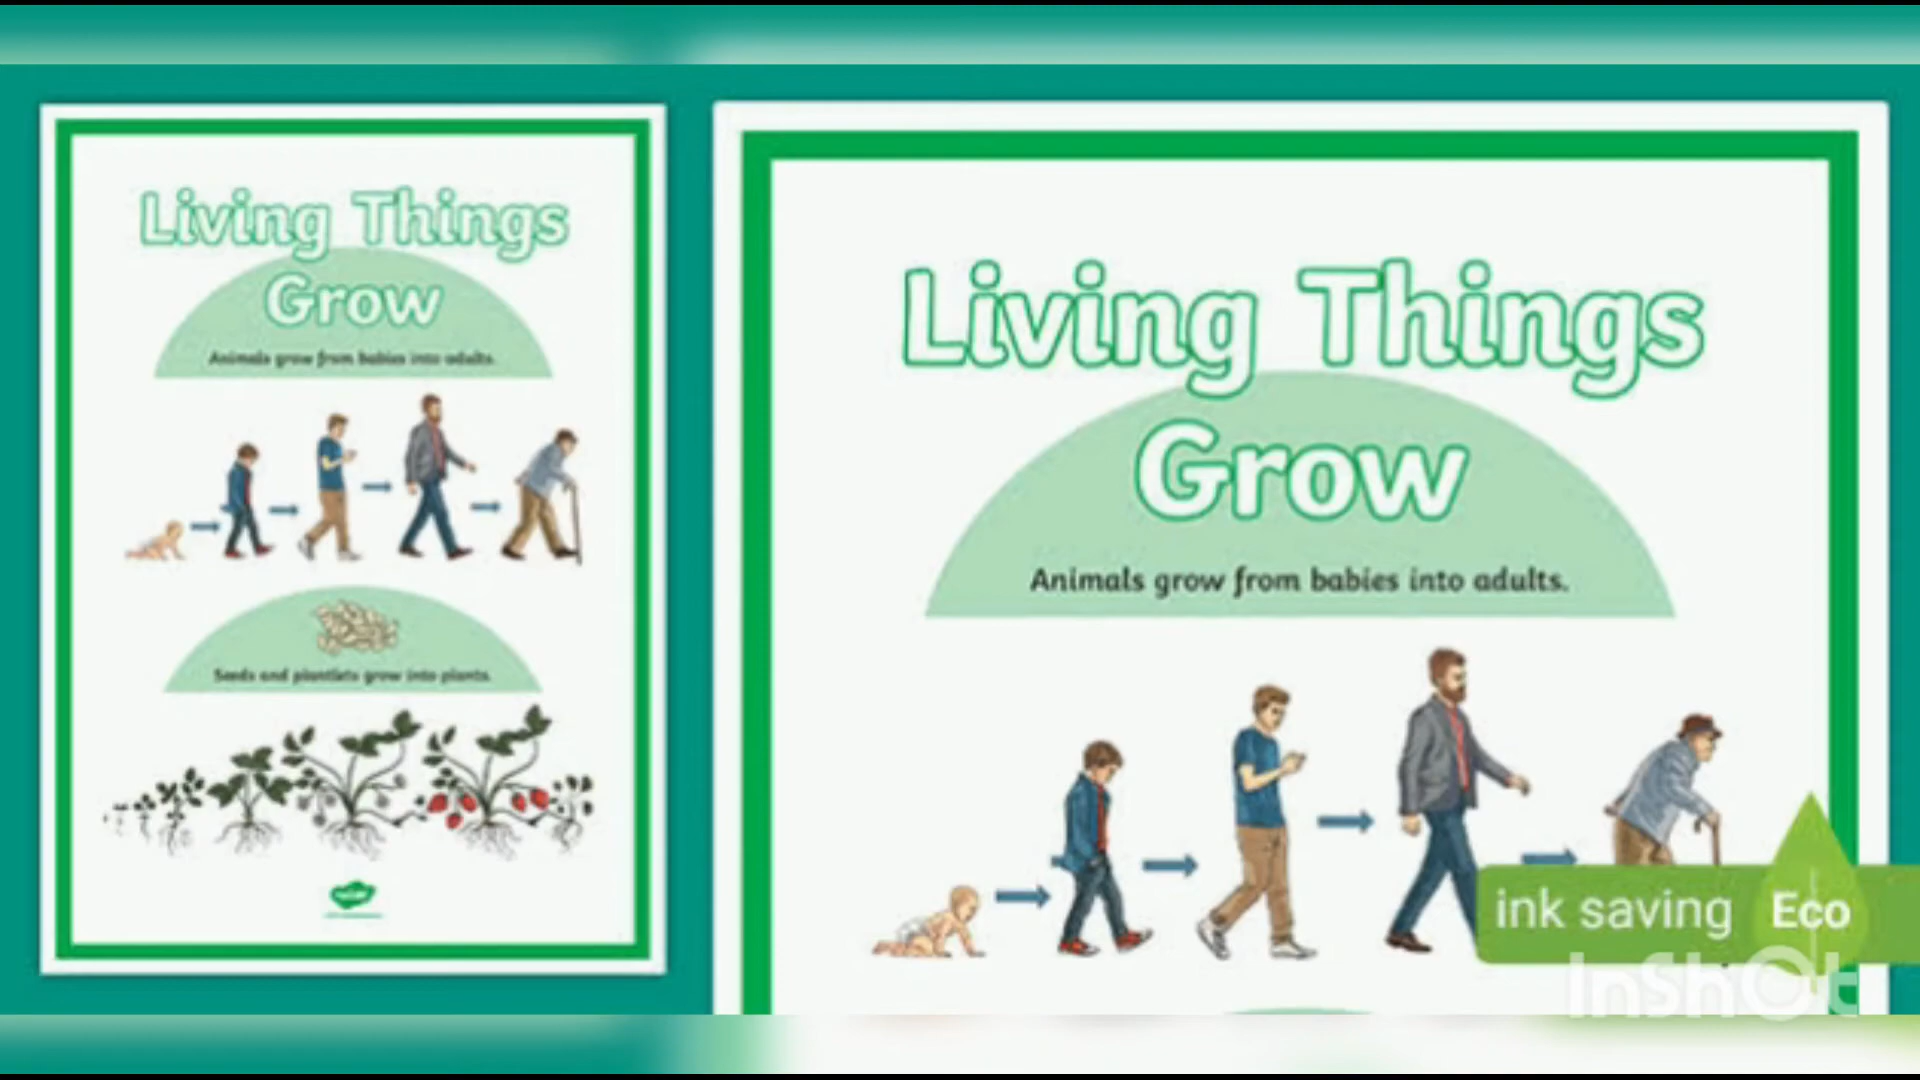 Living Things
Grow
Animals grow from babies into adults.
Seeds and plantlets grow into plants.
Living Things
Grow
Animals grow from babies into adults.
ink saving Eco
InShOt